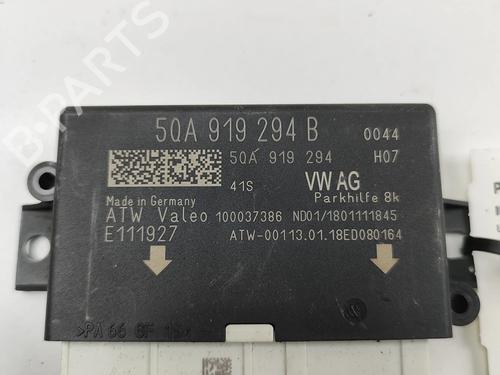 5QA 919 294 B
0044
5QA 919 294
H07
41S
VW AG
Parkhilfe 8k
Made in Germany
ATW Valeo 100037386 ND01/1801111845
E111927
ATW-00113.01.18ED080164
B-PARTS